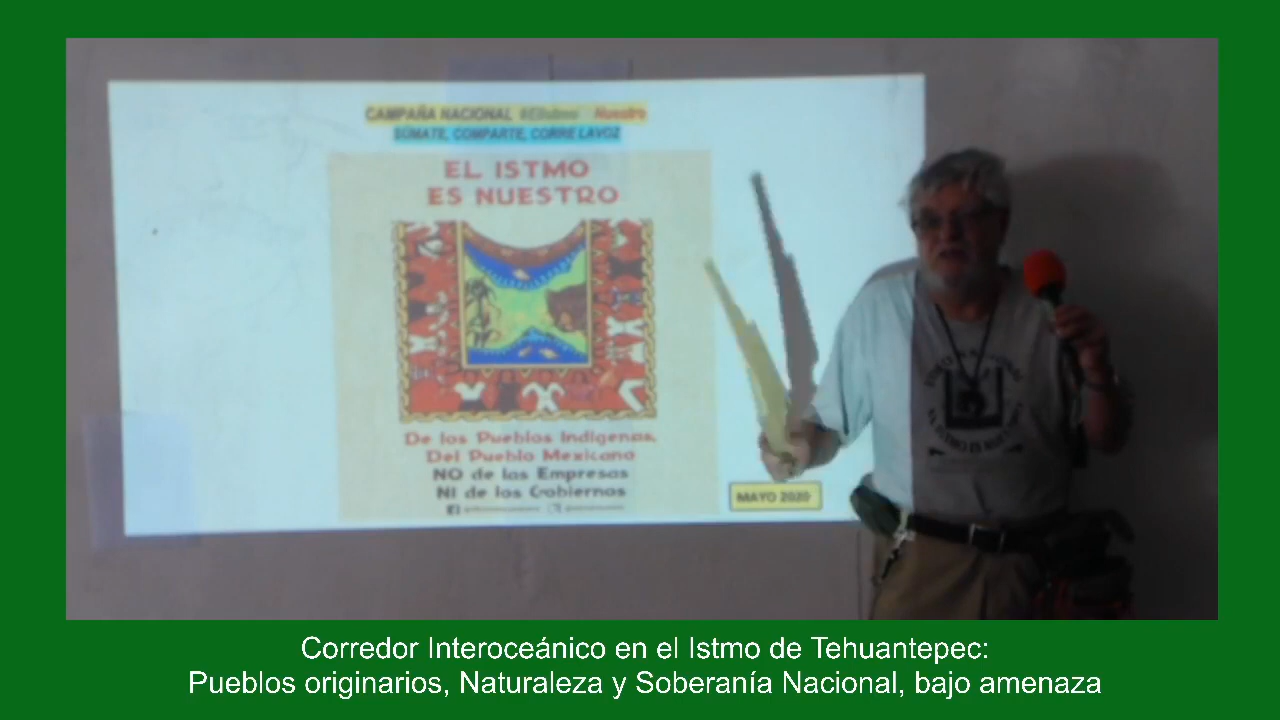 CAMPAÑA NACIONAL #ElIstmo Nuestro
SÚMATE, COMPARTE, CORRE LA VOZ
EL ISTMO
ES NUESTRO
De los Pueblos Indígenas,
Del Pueblo Mexicano
NO de las Empresas
NI de los Gobiernos
MAYO 2020
Corredor Interoceánico en el Istmo de Tehuantepec:
Pueblos originarios, Naturaleza y Soberanía Nacional, bajo amenaza